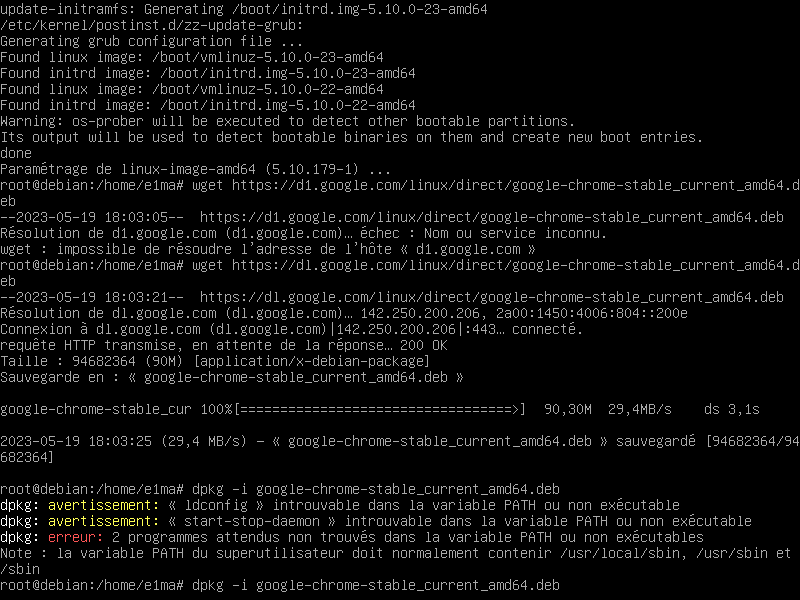 update-initramfs: Generating /boot/initrd.img-5.10.0-23-amd64
/etc/kernel/postinst.d/zz-update-grub:
Generating grub configuration file ...
Found linux image: /boot/vmlinuz-5.10.0-23-amd64
Found initrd image: /boot/initrd.img-5.10.0-23-amd64
Found linux image: /boot/vmlinuz-5.10.0-22-amd64
Found initrd image: /boot/initrd.img-5.10.0-22-amd64
Warning: os-prober will be executed to detect other bootable partitions.
Its output will be used to detect bootable binaries on them and create new boot entries.
done
Paramétrage de linux-image-amd64 (5.10.179-1) ...
root@debian:/home/e1ma# wget https://d1.google.com/linux/direct/google-chrome-stable_current_amd64.d
eb
--2023-05-19 18:03:05--  https://d1.google.com/linux/direct/google-chrome-stable_current_amd64.deb
Résolution de d1.google.com (d1.google.com)… échec : Nom ou service inconnu.
wget : impossible de résoudre l'adresse de l'hôte « d1.google.com »
root@debian:/home/e1ma# wget https://dl.google.com/linux/direct/google-chrome-stable_current_amd64.d
eb
--2023-05-19 18:03:21--  https://dl.google.com/linux/direct/google-chrome-stable_current_amd64.deb
Résolution de dl.google.com (dl.google.com)… 142.250.200.206, 2a00:1450:4006:804::200e
Connexion à dl.google.com (dl.google.com)|142.250.200.206|:443… connecté.
requête HTTP transmise, en attente de la réponse… 200 OK
Taille : 94682364 (90M) [application/x-debian-package]
Sauvegarde en : « google-chrome-stable_current_amd64.deb »
google-chrome-stable_cur 100%[==================================>]  90,30M  29,4MB/s    ds 3,1s
2023-05-19 18:03:25 (29,4 MB/s) — « google-chrome-stable_current_amd64.deb » sauvegardé [94682364/94
682364]
root@debian:/home/e1ma# dpkg -i google-chrome-stable_current_amd64.deb
dpkg: avertissement: « ldconfig » introuvable dans la variable PATH ou non exécutable
dpkg: avertissement: « start-stop-daemon » introuvable dans la variable PATH ou non exécutable
dpkg: erreur: 2 programmes attendus non trouvés dans la variable PATH ou non exécutables
Note : la variable PATH du superutilisateur doit normalement contenir /usr/local/sbin, /usr/sbin et
/sbin
root@debian:/home/e1ma# dpkg -i google-chrome-stable_current_amd64.deb